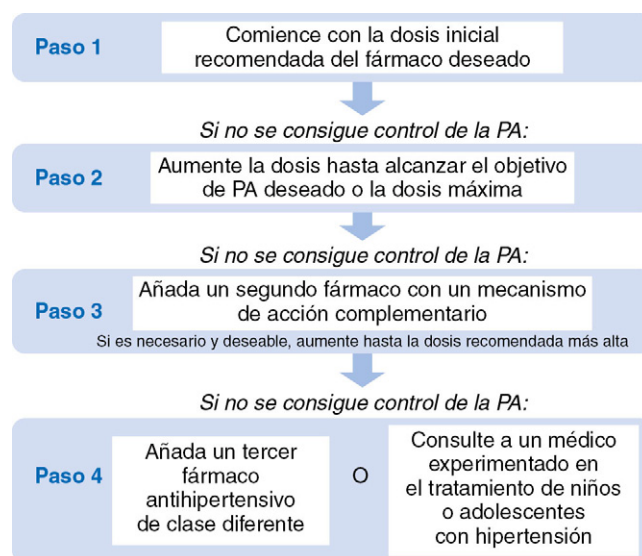 Paso 1
Comience con la dosis inicial
recomendada del fármaco deseado
Si no se consigue control de la PA:
Paso 2
Aumente la dosis hasta alcanzar el objetivo
de PA deseado o la dosis máxima
Si no se consigue control de la PA:
Paso 3
Añada un segundo fármaco con un mecanismo
de acción complementario
Si es necesario y deseable, aumente hasta la dosis recomendada más alta
Si no se consigue control de la PA:
Paso 4
Añada un tercer
fármaco
antihipertensivo
de clase diferente
O
Consulte a un médico
experimentado en
el tratamiento de niños
o adolescentes
con hipertensión